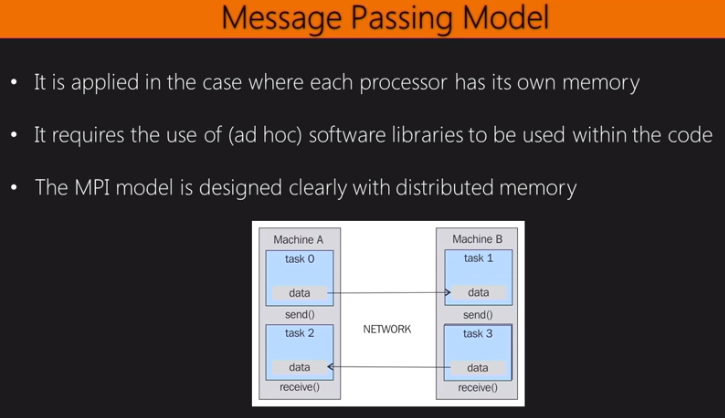 Message Passing Model
• It is applied in the case where each processor has its own memory
• It requires the use of (ad hoc) software libraries to be used within the code
• The MPI model is designed clearly with distributed memory
Machine A
task 0
data
send()
task 2
data
receive()
NETWORK
Machine B
task 1
data
send()
task 3
data
receive()